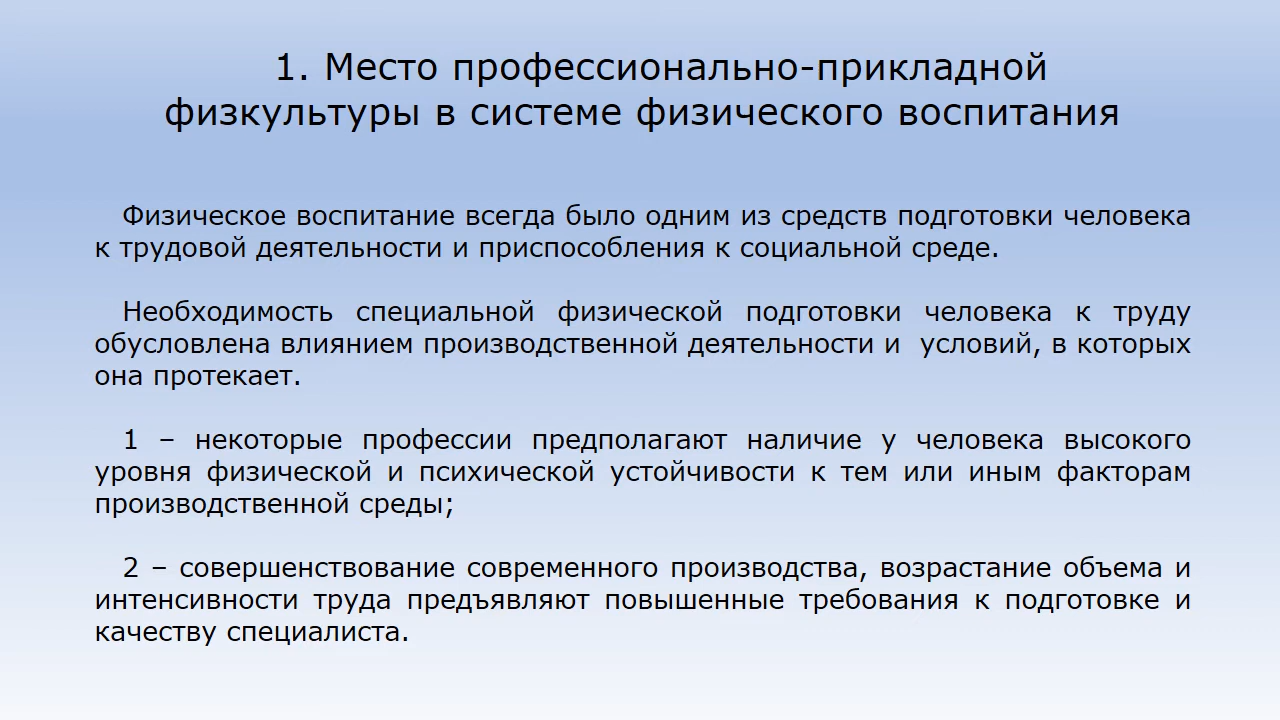 1. Место профессионально-прикладной
физкультуры в системе физического воспитания
Физическое воспитание всегда было одним из средств подготовки человека
к трудовой деятельности и приспособления к социальной среде.
Необходимость специальной физической подготовки человека к труду
обусловлена влиянием производственной деятельности и условий, в которых
она протекает.
1 – некоторые профессии предполагают наличие у человека высокого
уровня физической и психической устойчивости к тем или иным факторам
производственной среды;
2 – совершенствование современного производства, возрастание объема и
интенсивности труда предъявляют повышенные требования к подготовке и
качеству специалиста.